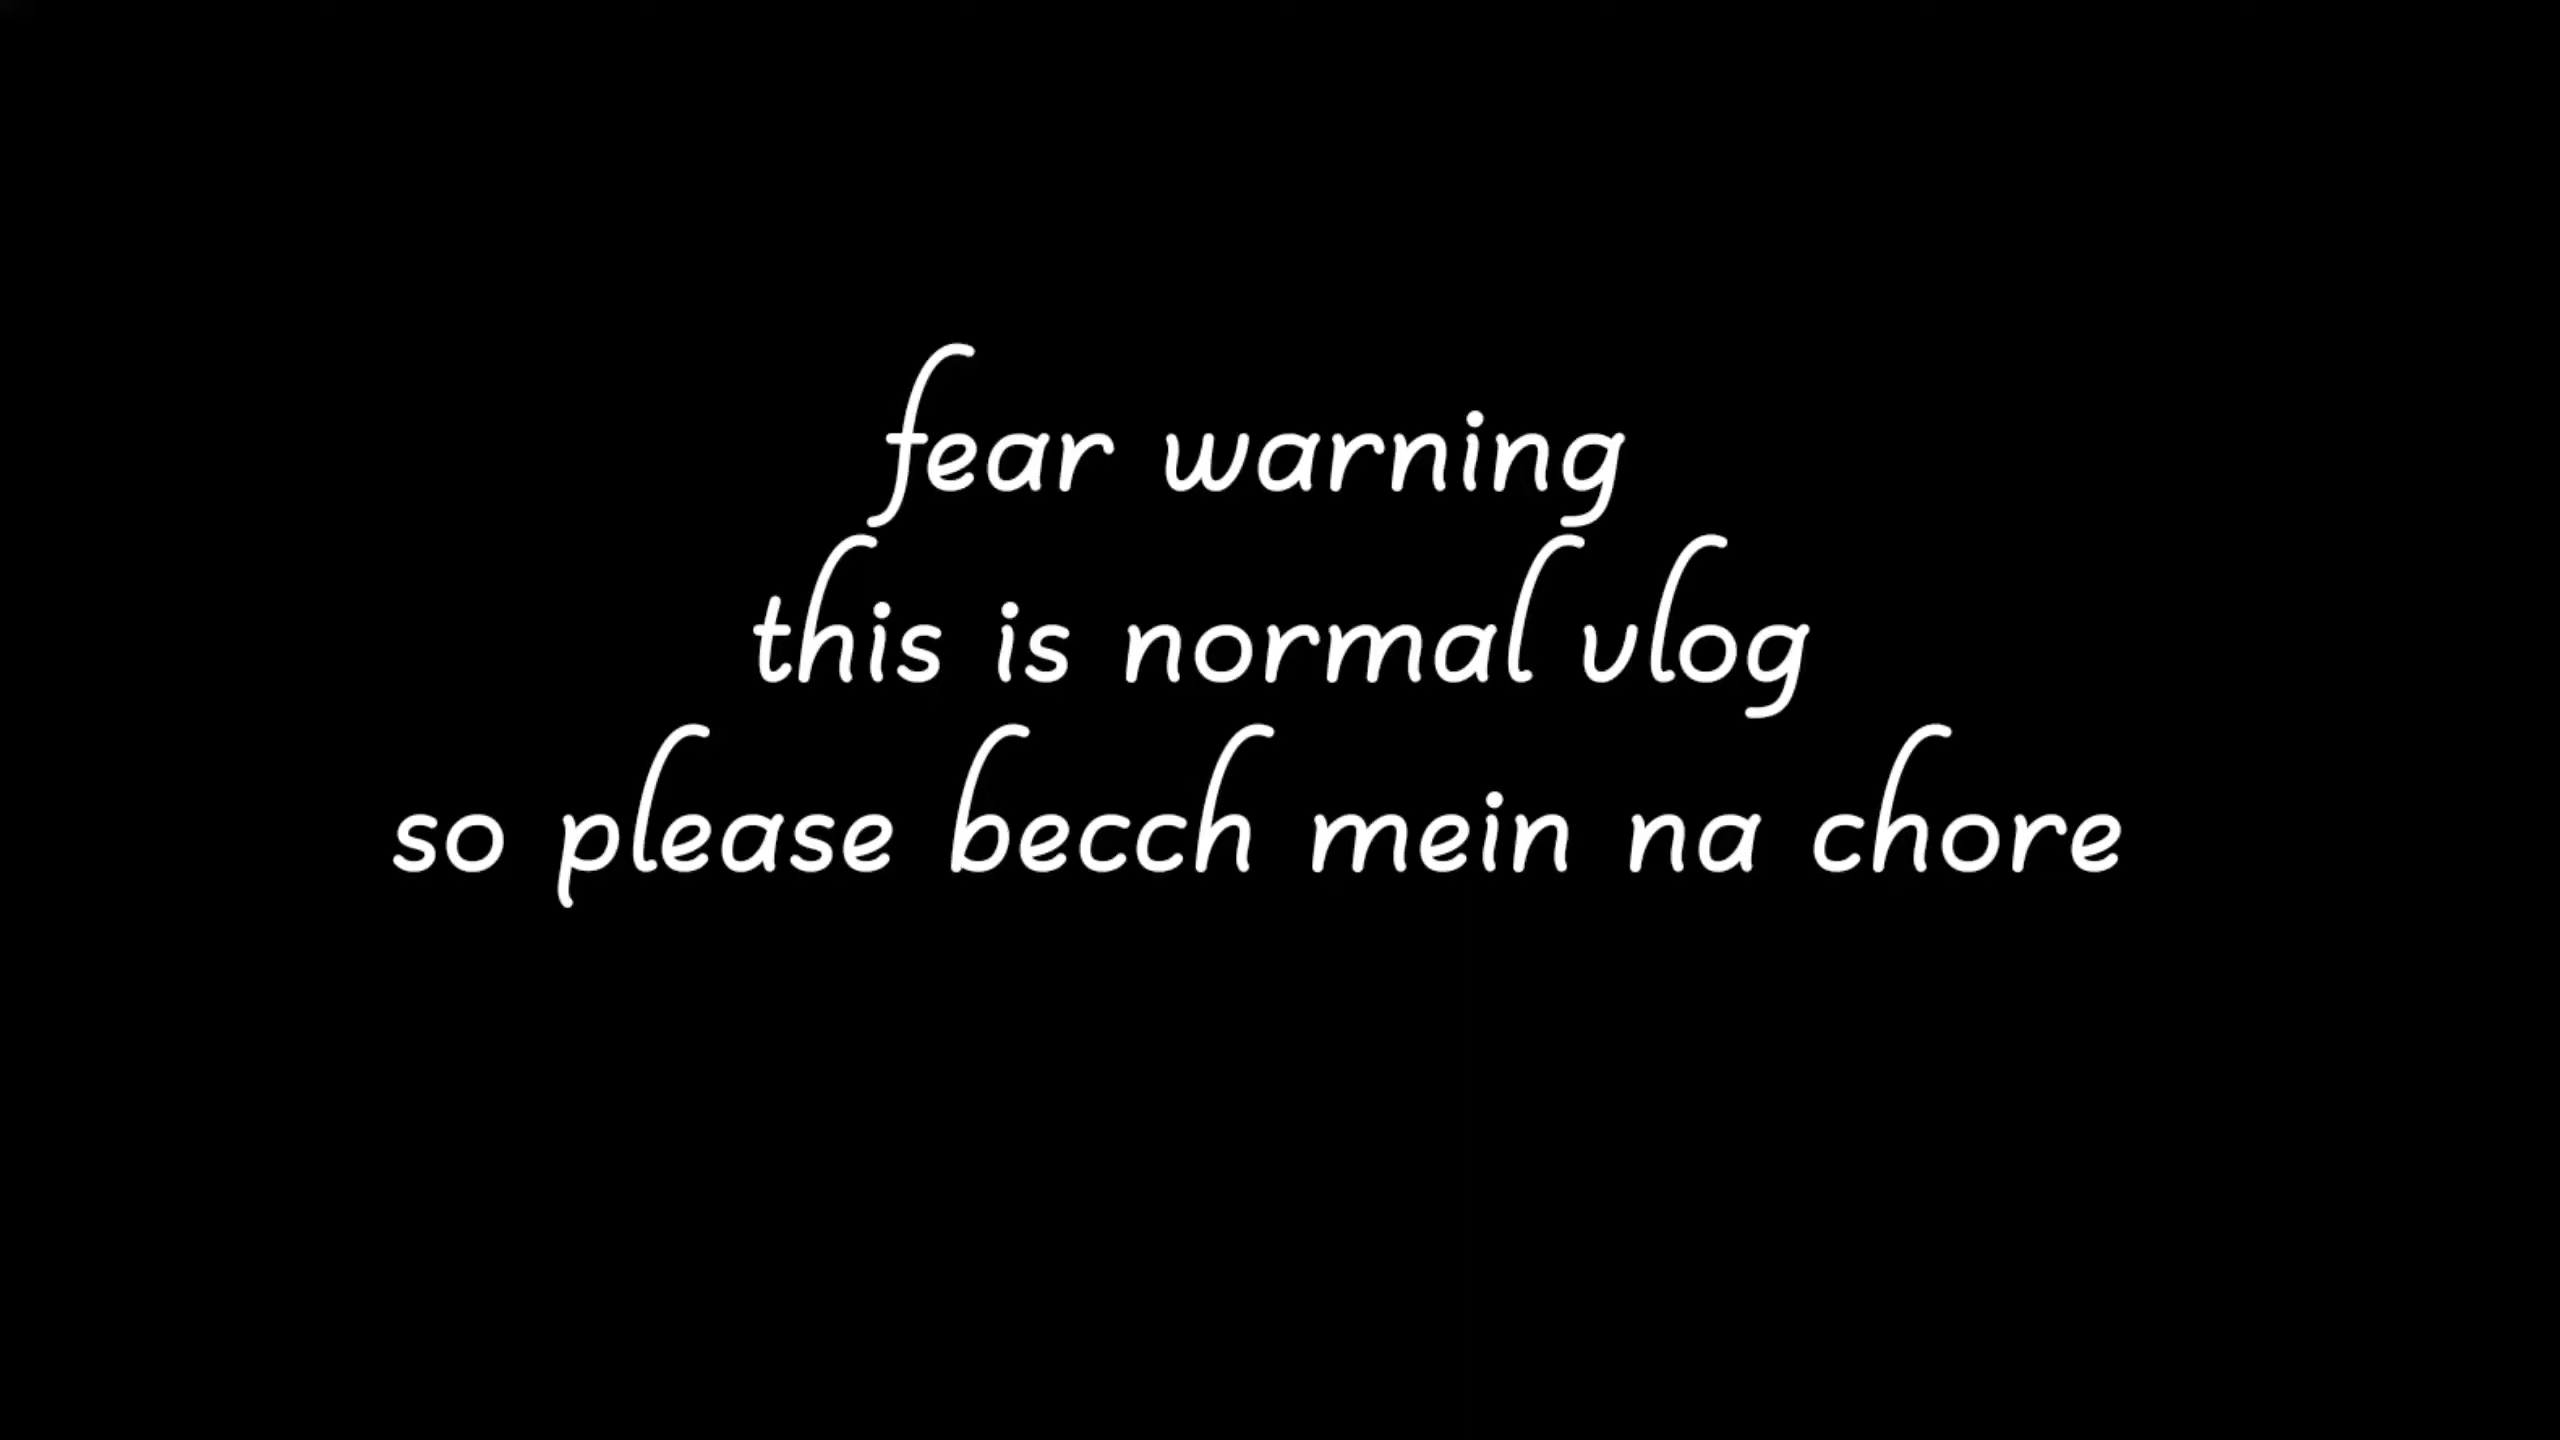 fear warning
this is normal vlog
so please becch mein na chore